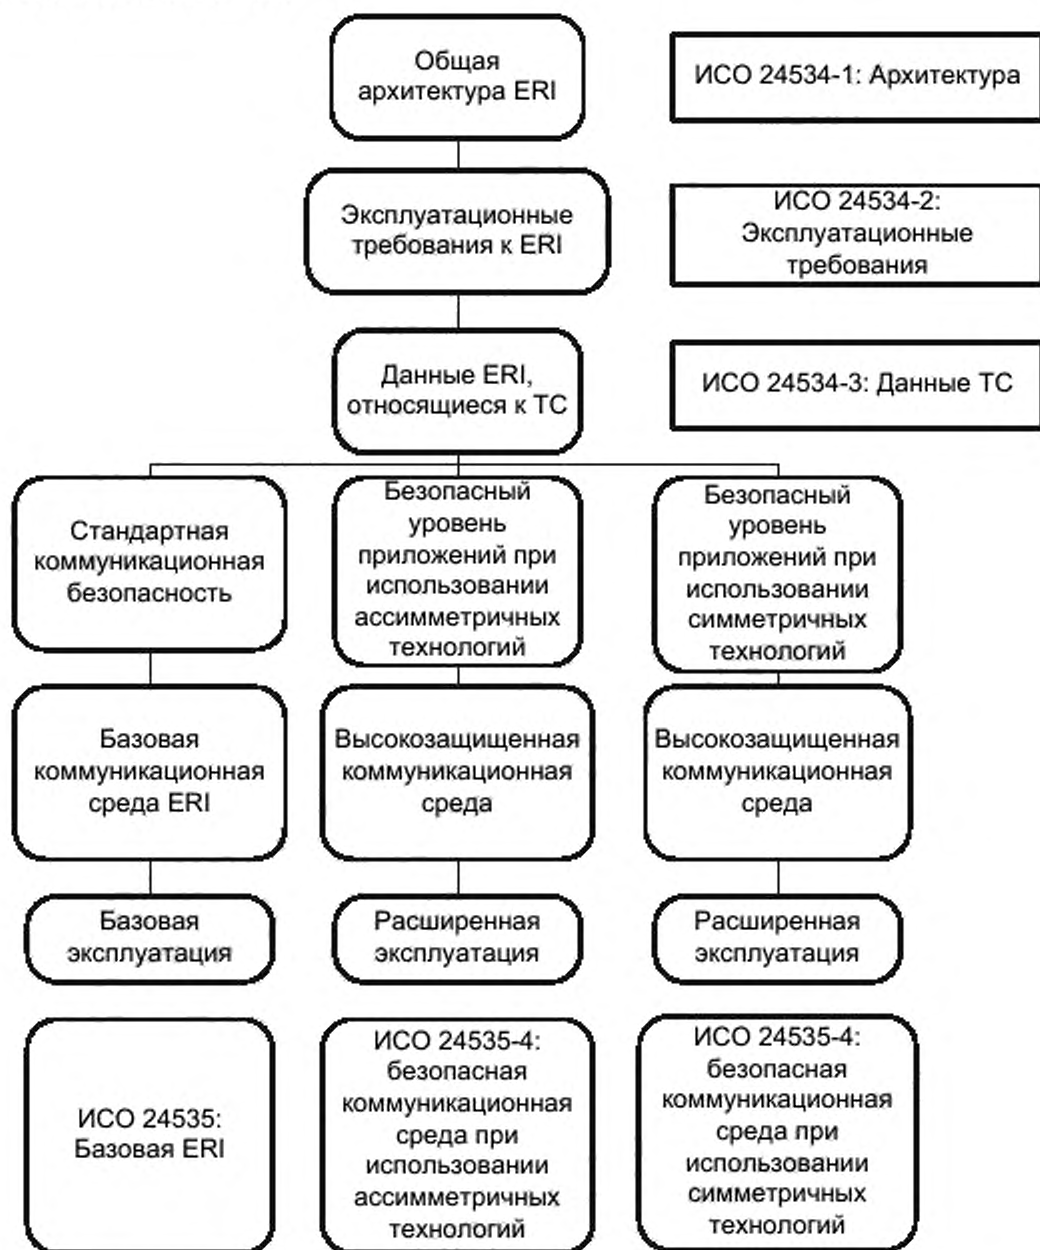 Общая
архитектура ERI
ИСО 24534-1: Архитектура
Эксплуатационные
требования к ERI
ИСО 24534-2:
Эксплуатационные
требования
Данные ERI,
относящиеся к ТС
ИСО 24534-3: Данные ТС
Стандартная
коммуникационная
безопасность
Безопасный
уровень
приложений при
использовании
ассимметричных
технологий
Безопасный
уровень
приложений при
использовании
симметричных
технологий
Базовая
коммуникационная
среда ERI
Высокозащищенная
коммуникационная
среда
Высокозащищенная
коммуникационная
среда
Базовая
эксплуатация
Расширенная
эксплуатация
Расширенная
эксплуатация
ИСО 24535:
Базовая ERI
ИСО 24535-4:
безопасная
коммуникационная
среда при
использовании
ассимметричных
технологий
ИСО 24535-4:
безопасная
коммуникационная
среда при
использовании
симметричных
технологий